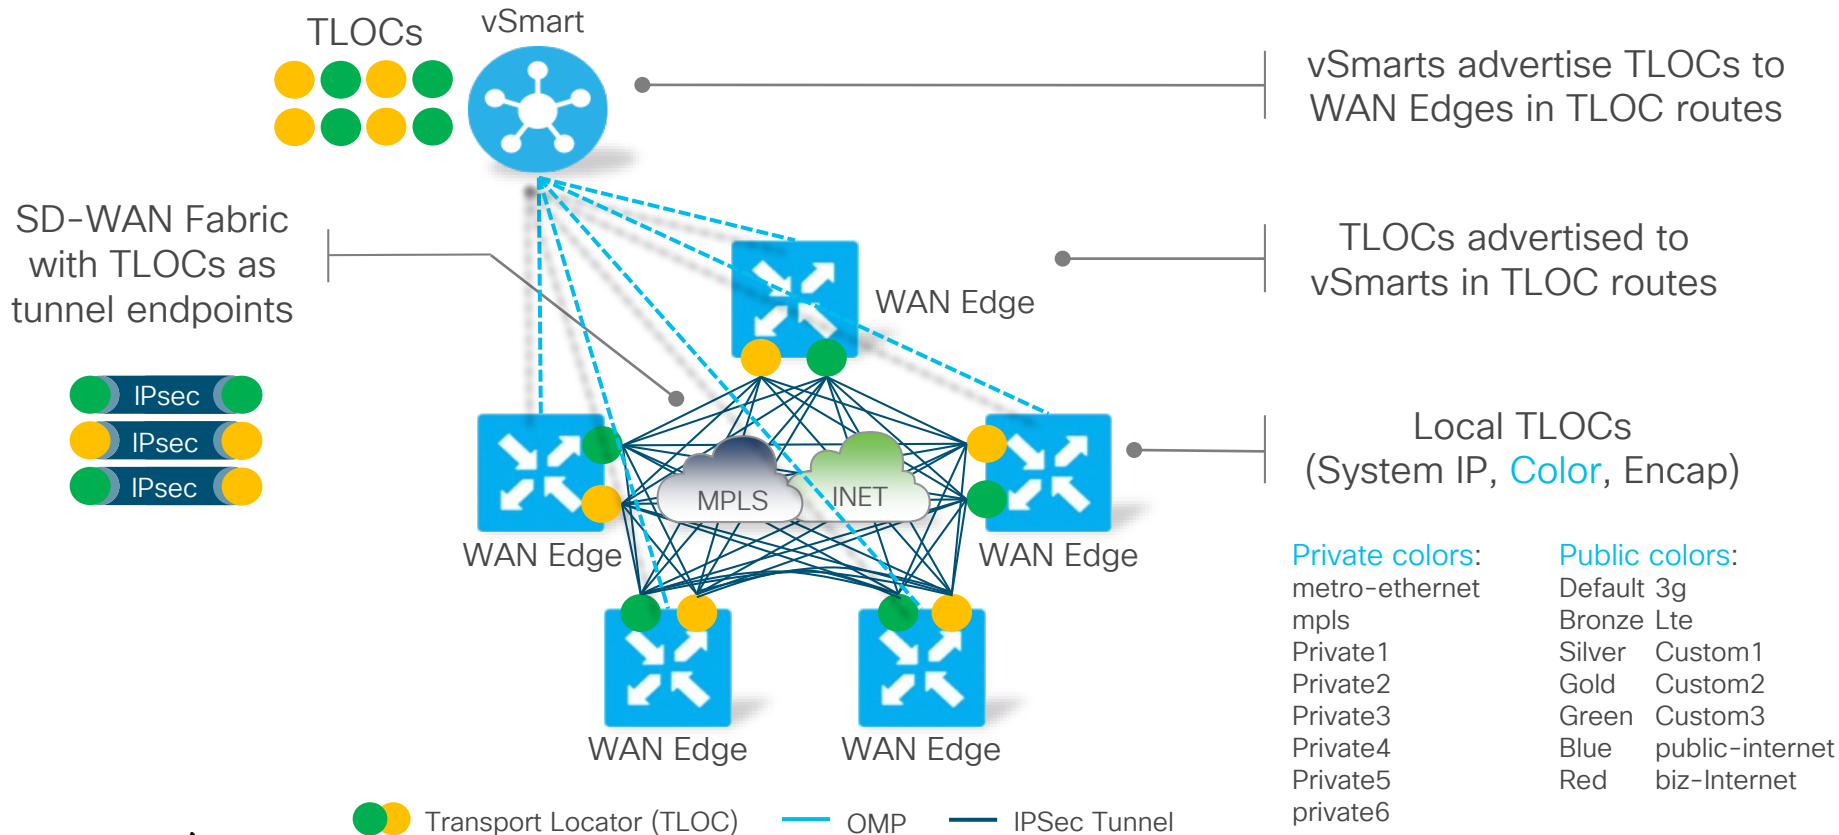 TLOCs
vSmart
vSmarts advertise TLOCs to
WAN Edges in TLOC routes
SD-WAN Fabric
with TLOCs as
tunnel endpoints
TLOCs advertised to
vSmarts in TLOC routes
WAN Edge
IPsec
IPsec
IPsec
MPLS
INET
WAN Edge
WAN Edge
Local TLOCs
(System IP, Color, Encap)
WAN Edge
WAN Edge
Private colors:
metro-ethernet
mpls
Private1
Private2
Private3
Private4
Private5
private6
Public colors:
Default 3g
Bronze Lte
Silver Custom1
Gold Custom2
Green Custom3
Blue public-internet
Red biz-Internet
Transport Locator (TLOC)
OMP
IPSec Tunnel